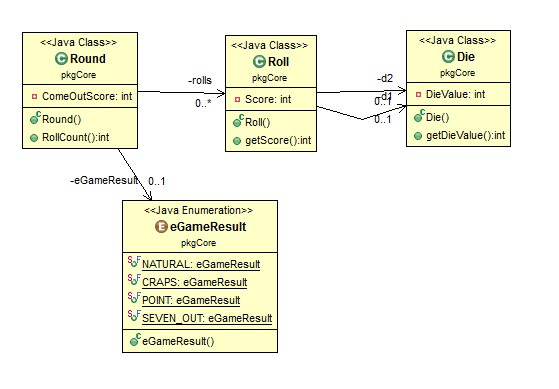 <<Java Class>>
Round
pkgCore
ComeOutScore: int
Round()
RollCount():int
-rolls
0..*
<<Java Class>>
Roll
pkgCore
Score: int
Roll()
getScore():int
-d2
0..1
-d1
0..1
<<Java Class>>
Die
pkgCore
DieValue: int
Die()
getDieValue():int
-eGameResult
0..1
<<Java Enumeration>>
E eGameResult
pkgCore
NATURAL: eGameResult
CRAPS: eGameResult
POINT: eGameResult
SEVEN_OUT: eGameResult
eGameResult()